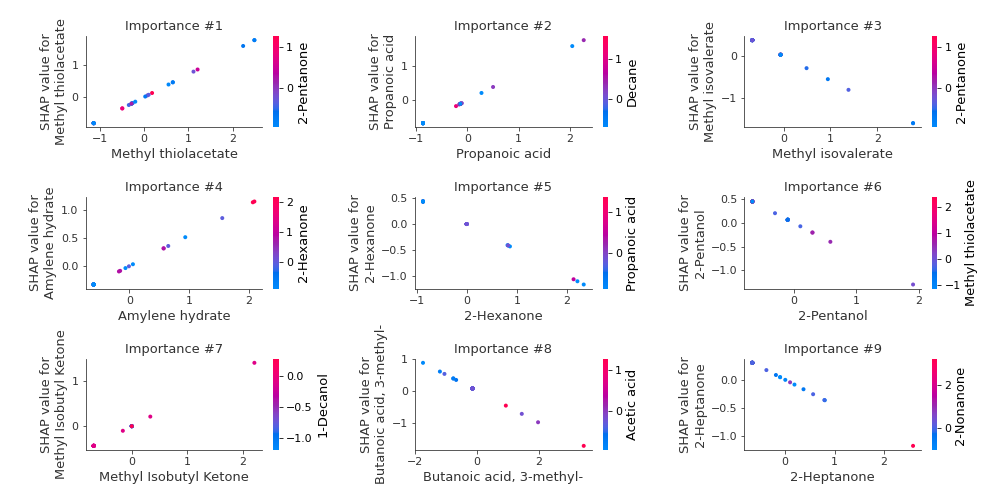 Importance #1
SHAP value for
Methyl thiolacetate
1
0
−1
0
1
2
Methyl thiolacetate
1
0
2-Pentanone
Importance #2
SHAP value for
Propanoic acid
1
0
−1
0
1
2
Propanoic acid
1
0
Decane
Importance #3
SHAP value for
Methyl isovalerate
0
−1
0
1
2
Methyl isovalerate
1
0
2-Pentanone
Importance #4
SHAP value for
Amylene hydrate
1.0
0.5
0.0
0
1
2
Amylene hydrate
2
1
0
2-Hexanone
Importance #5
SHAP value for
2-Hexanone
0.5
0.0
−0.5
−1.0
−1
0
1
2
2-Hexanone
1
0
Propanoic acid
Importance #6
SHAP value for
2-Pentanol
0.5
0.0
−0.5
−1.0
0
1
2
2-Pentanol
2
1
0
−1
Methyl thiolacetate
Importance #7
SHAP value for
Methyl Isobutyl Ketone
1
0
0
1
2
Methyl Isobutyl Ketone
0.0
−0.5
−1.0
1-Decanol
Importance #8
SHAP value for
Butanoic acid, 3-methyl-
1
0
−1
−2
0
2
Butanoic acid, 3-methyl-
1
0
Acetic acid
Importance #9
SHAP value for
2-Heptanone
0.0
−0.5
−1.0
0
1
2
2-Heptanone
2
0
2-Nonanone